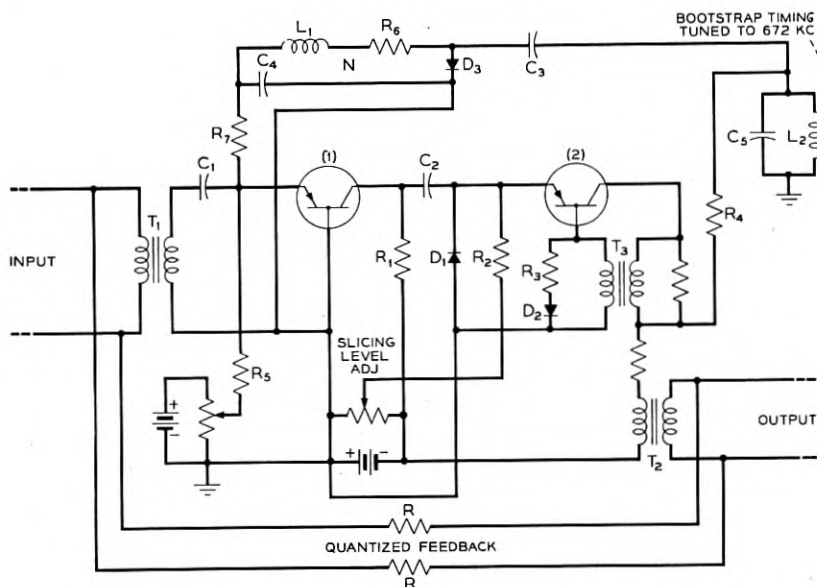 BOOTSTRAP TIMING
TUNED TO 672 KC
L1
R6
C4
N
D3
C3
R7
C5
L2
C1
(1)
C2
(2)
R4
T1
INPUT
R1
D1
R2
R3
T3
D2
SLICING
LEVEL
ADJ
R5
+
−
+
−
T2
OUTPUT
R
QUANTIZED FEEDBACK
R